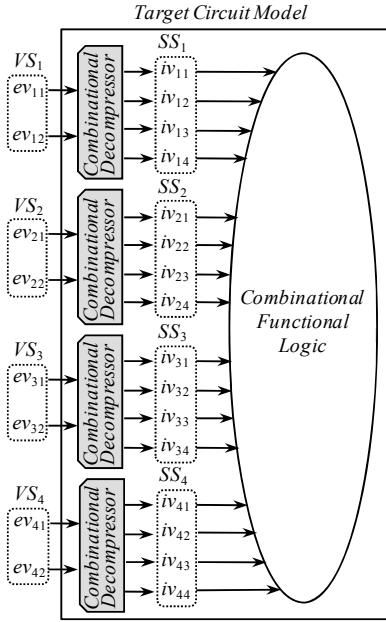 Target Circuit Model
VS1
ev11
ev12
Combinational
Decompressor
SS1
iv11
iv12
iv13
iv14
VS2
ev21
ev22
Combinational
Decompressor
SS2
iv21
iv22
iv23
iv24
Combinational
Functional
Logic
VS3
ev31
ev32
Combinational
Decompressor
SS3
iv31
iv32
iv33
iv34
VS4
ev41
ev42
Combinational
Decompressor
SS4
iv41
iv42
iv43
iv44